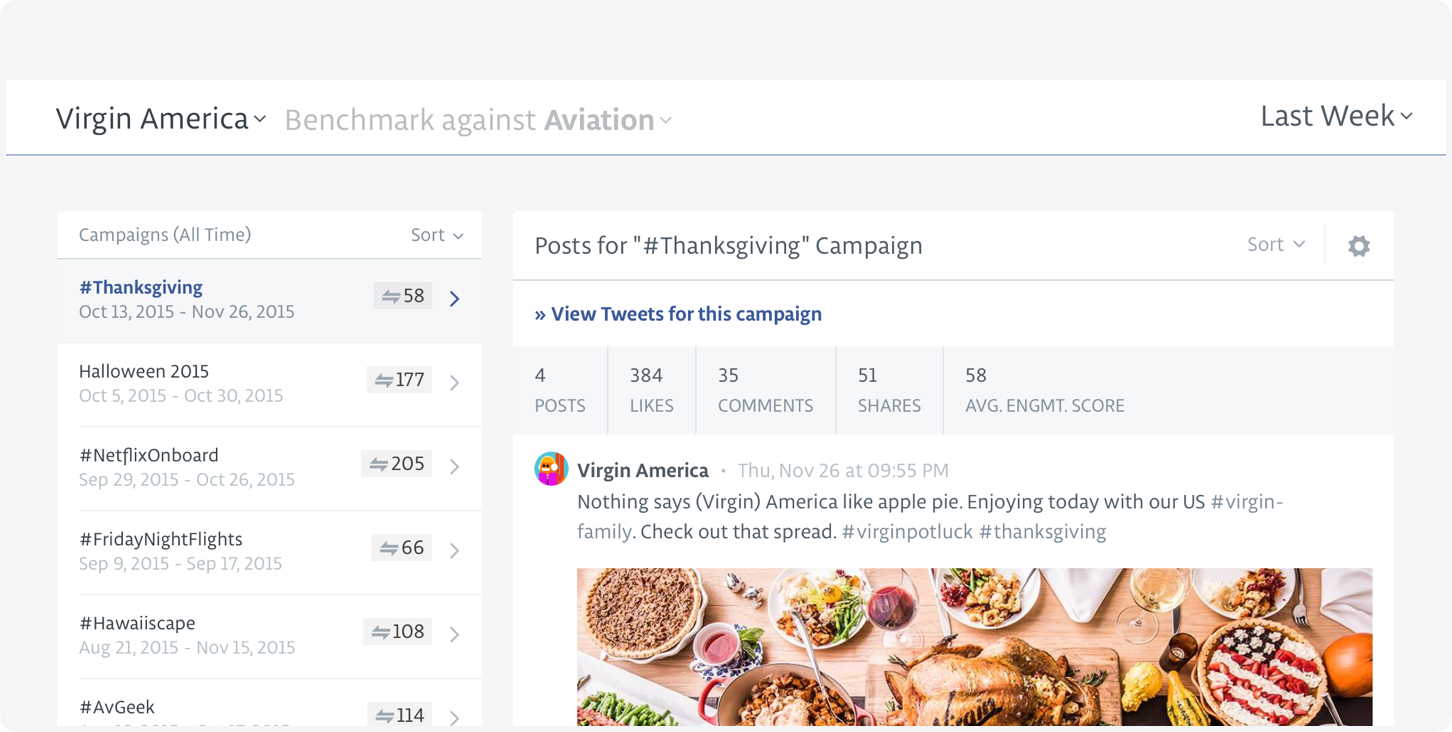 Virgin America Benchmark against Aviation Last Week
Campaigns (All Time) Sort
#Thanksgiving 58
Oct 13, 2015 - Nov 26, 2015
Halloween 2015 177
Oct 5, 2015 - Oct 30, 2015
#NetflixOnboard 205
Sep 29, 2015 - Oct 26, 2015
#FridayNightFlights 66
Sep 9, 2015 - Sep 17, 2015
#Hawaiiscape 108
Aug 21, 2015 - Nov 15, 2015
#AvGeek 114
Posts for "#Thanksgiving" Campaign Sort
» View Tweets for this campaign
4 384 35 51 58
POSTS LIKES COMMENTS SHARES AVG. ENGMT. SCORE
Virgin America • Thu, Nov 26 at 09:55 PM
Nothing says (Virgin) America like apple pie. Enjoying today with our US #virgin-
family. Check out that spread. #virginpotluck #thanksgiving